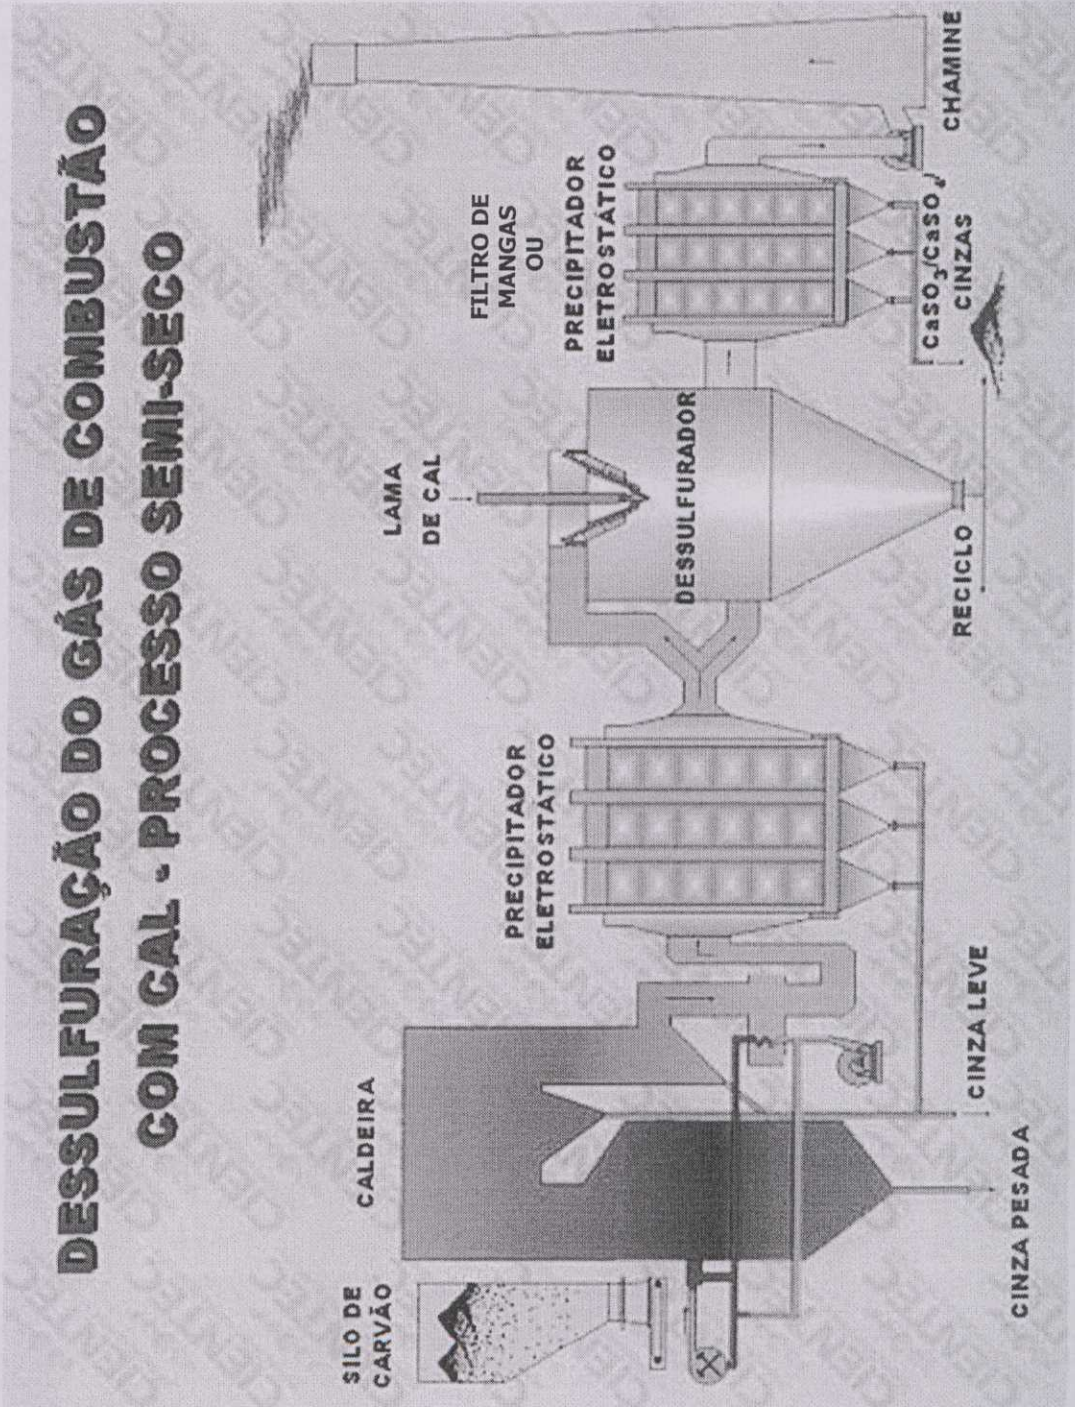 DESSULFURAÇÃO DO GÁS DE COMBUSTÃO
COM CAL - PROCESSO SEMI-SECO
SILO DE
CARVÃO
CALDEIRA
PRECIPITADOR
ELETROSTÁTICO
LAMA
DE CAL
DESSULFURADOR
FILTRO DE
MANGAS
OU
PRECIPITADOR
ELETROSTÁTICO
CHAMINE
CaSO3/CaSO4
CINZAS
RECICLO
CINZA LEVE
CINZA PESADA
CIENTEC